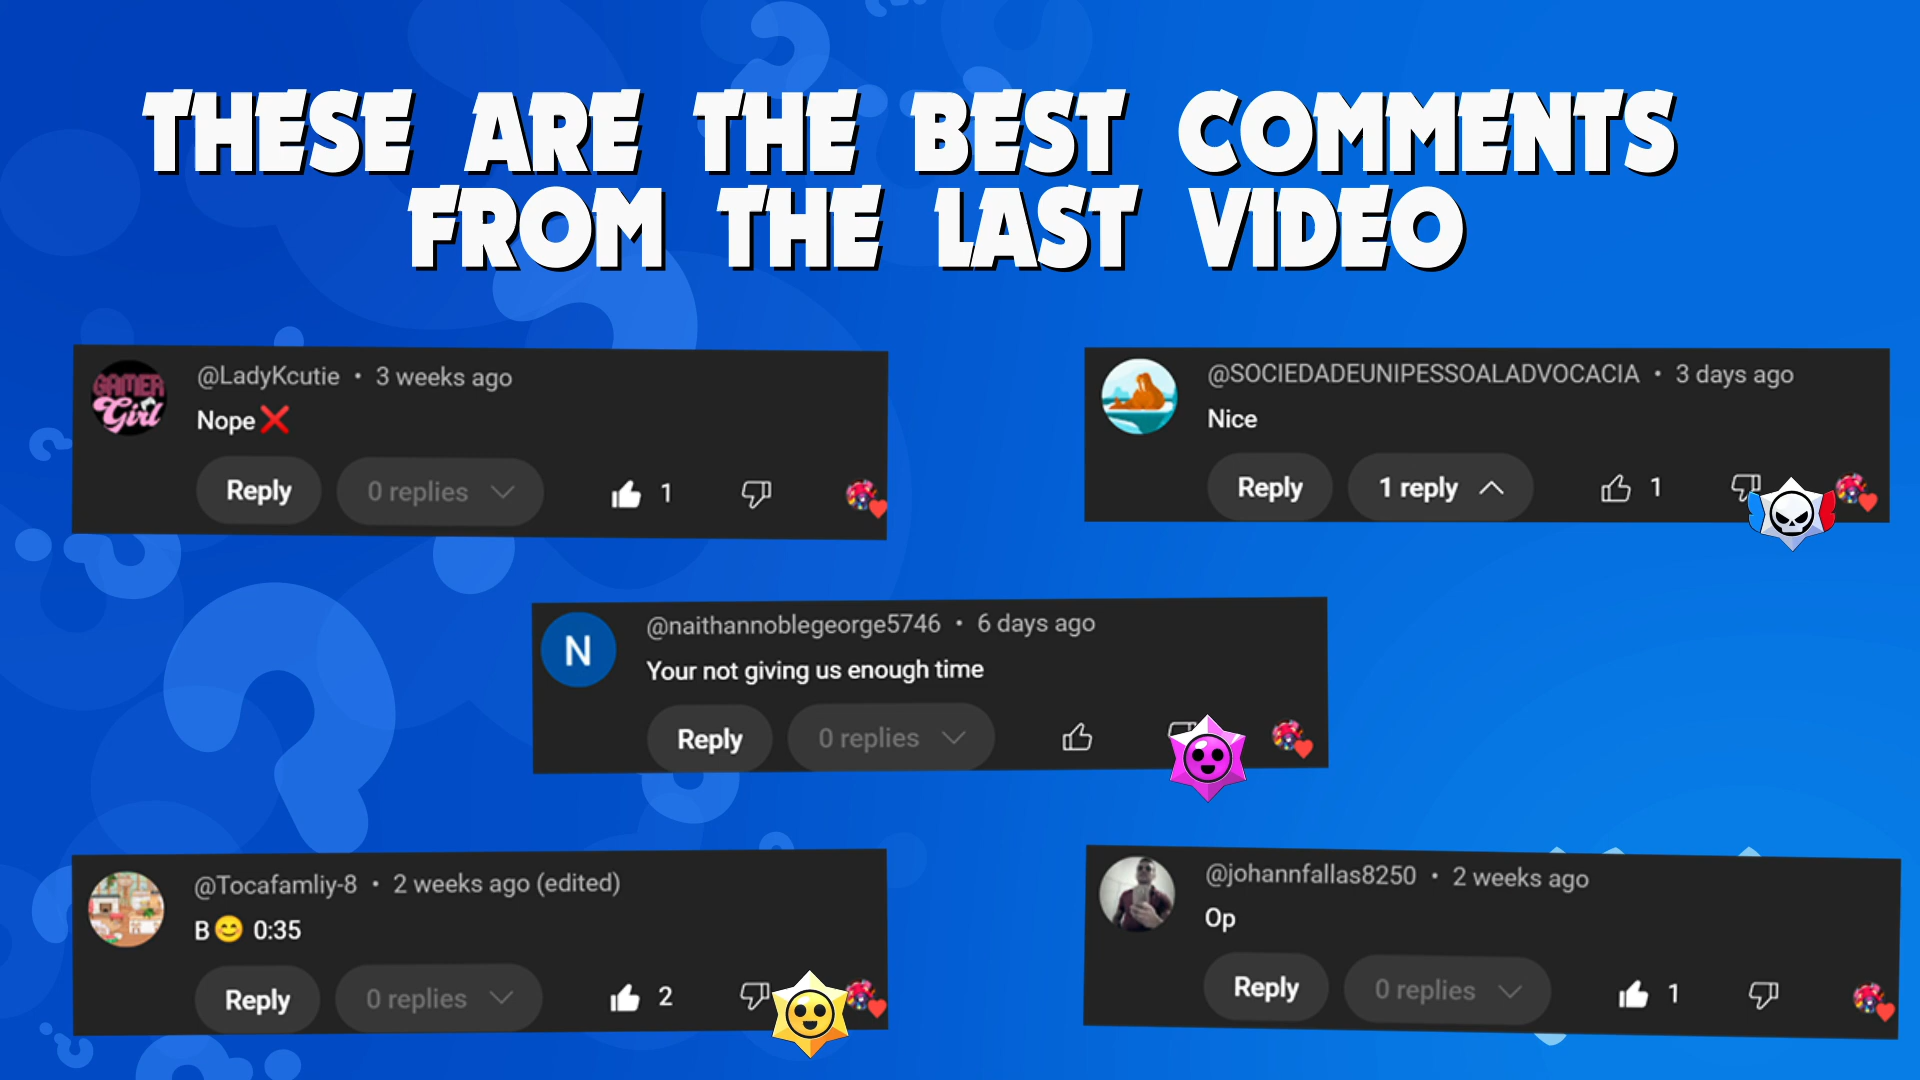 THESE ARE THE BEST COMMENTS
FROM THE LAST VIDEO
GAMER
Girl
@LadyKcutie • 3 weeks ago
Nope❌
Reply 0 replies 1
@SOCIEDADEUNIPESSOALADVOCACIA • 3 days ago
Nice
Reply 1 reply 1
N
@naithannoblegeorge5746 • 6 days ago
Your not giving us enough time
Reply 0 replies
@Tocafamliy-8 • 2 weeks ago (edited)
B😊 0:35
Reply 0 replies 2
@johannfallas8250 • 2 weeks ago
Op
Reply 0 replies 1